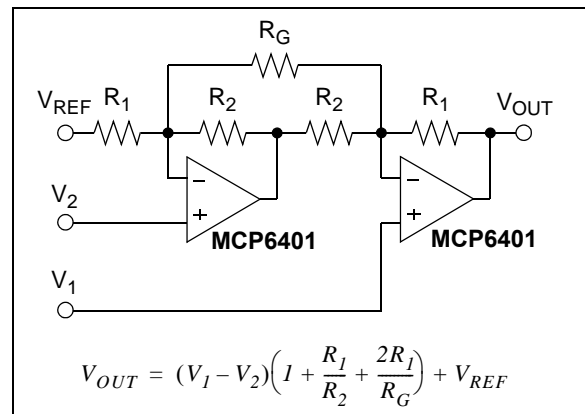 R_G
V_REF R_1 R_2 R_2 R_1 V_OUT
V_2
− + − +
MCP6401 MCP6401
V_1
V_OUT = (V_1 – V_2)(1 + R_1/R_2 + 2R_1/R_G) + V_REF